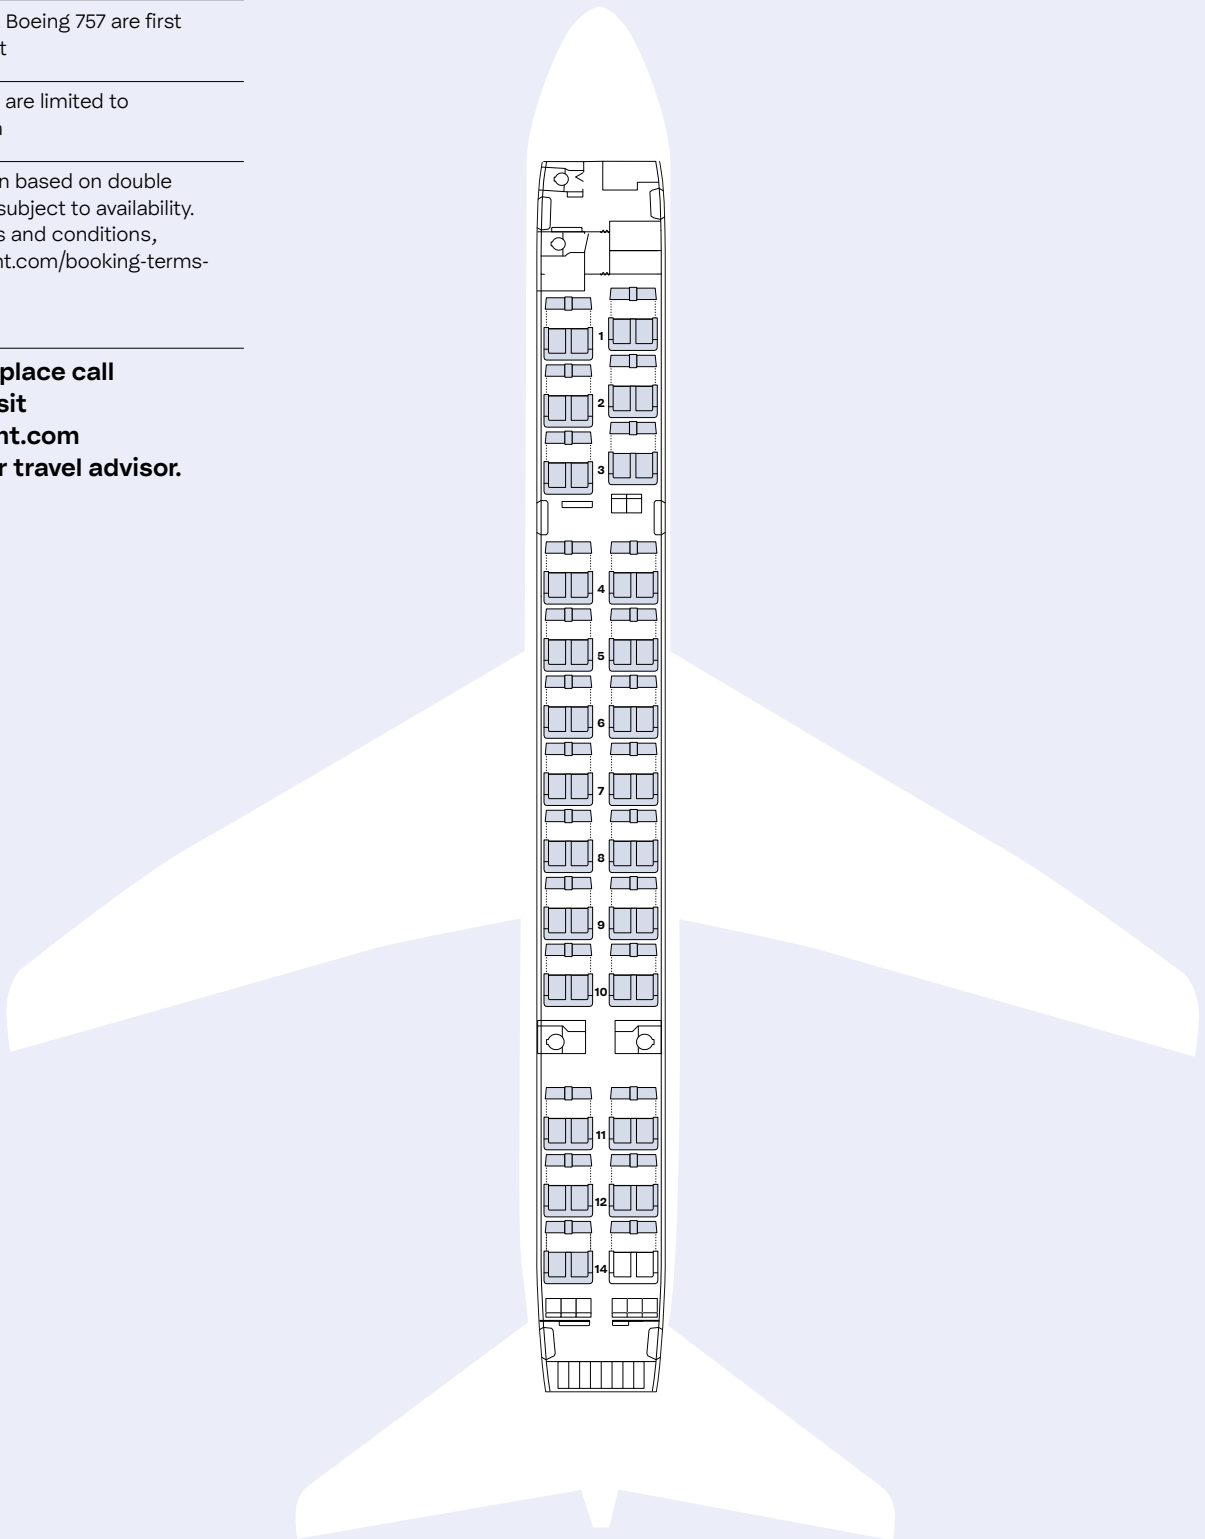 Boeing 757 are first
t
are limited to
n based on double
subject to availability.
s and conditions,
nt.com/booking-terms-
place call
sit
nt.com
r travel advisor.
1
2
3
4
5
6
7
8
9
10
11
12
14